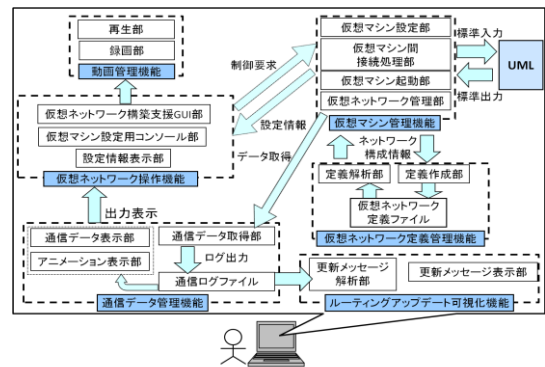 再生部
録画部
動画管理機能
仮想ネットワーク構築支援GUI部
仮想マシン設定用コンソール部
設定情報表示部
仮想ネットワーク操作機能
制御要求
設定情報
データ取得
仮想マシン設定部
仮想マシン間
接続処理部
仮想マシン起動部
仮想ネットワーク管理部
仮想マシン管理機能
標準入力
UML
標準出力
ネットワーク
構成情報
定義解析部
定義作成部
仮想ネットワーク
定義ファイル
仮想ネットワーク定義管理機能
出力表示
通信データ表示部
アニメーション表示部
通信データ取得部
ログ出力
通信ログファイル
通信データ管理機能
更新メッセージ
解析部
更新メッセージ表示部
ルーティングアップデート可視化機能